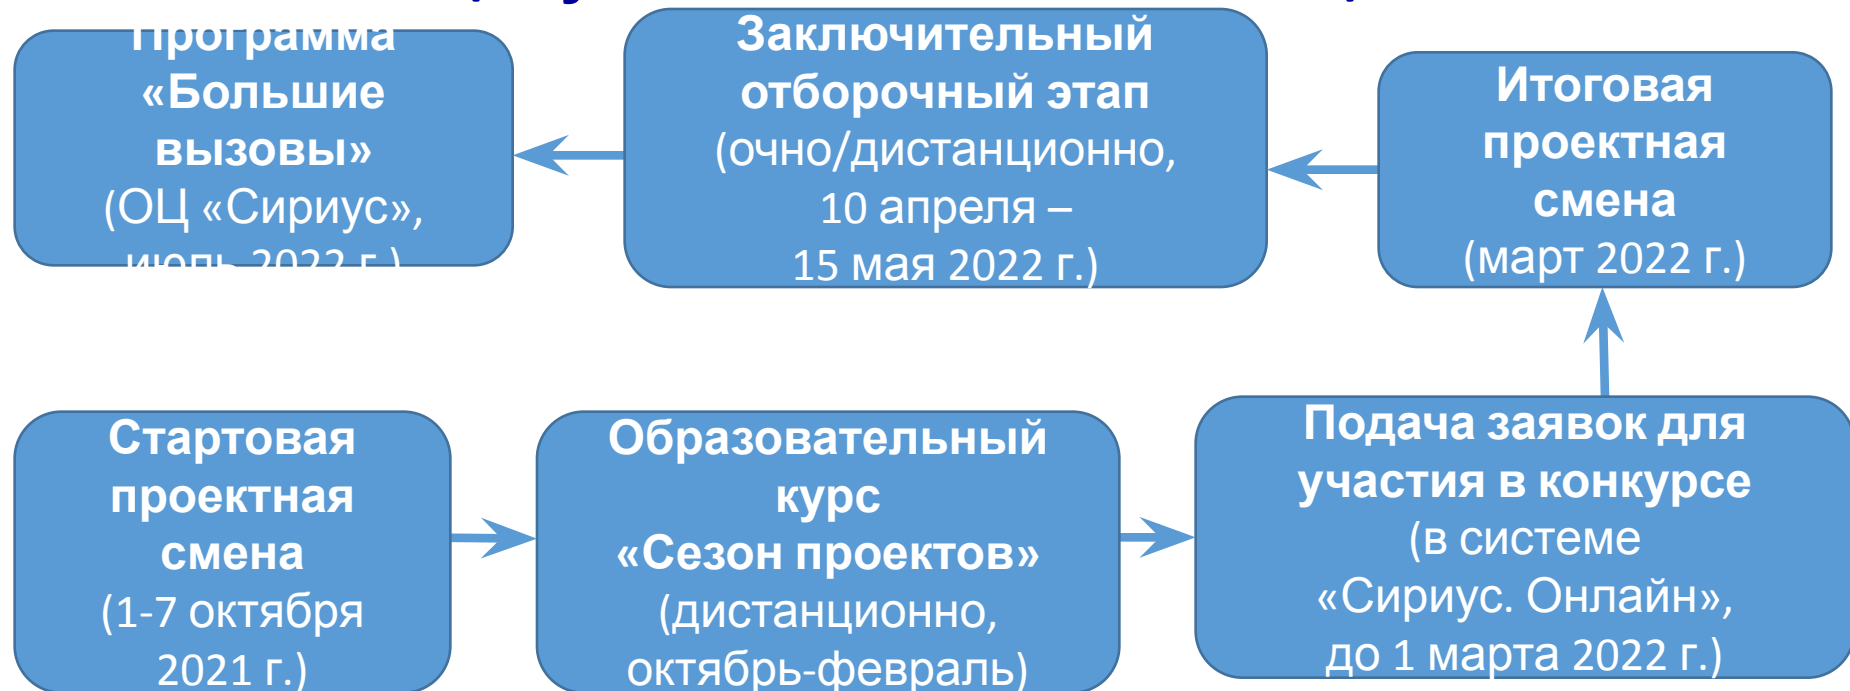 Программа
«Большие
вызовы»
(ОЦ «Сириус»,
2022 г.)
Заключительный
отборочный этап
(очно/дистанционно,
10 апреля –
15 мая 2022 г.)
Итоговая
проектная
смена
(март 2022 г.)
Стартовая
проектная
смена
(1-7 октября
2021 г.)
Образовательный
курс
«Сезон проектов»
(дистанционно,
октябрь-февраль)
Подача заявок для
участия в конкурсе
(в системе
«Сириус. Онлайн»,
до 1 марта 2022 г.)